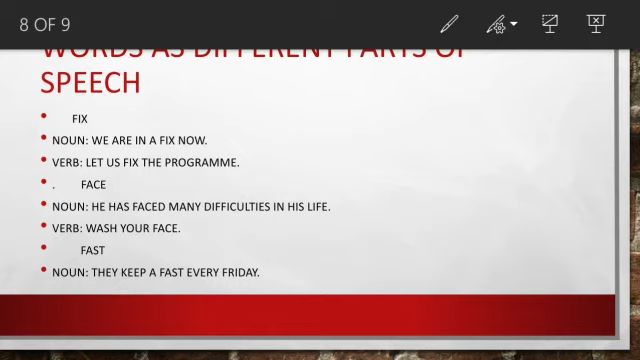 8 OF 9
WORDS AS DIFFERENT PARTS OF
SPEECH
FIX
NOUN: WE ARE IN A FIX NOW.
VERB: LET US FIX THE PROGRAMME.
. FACE
NOUN: HE HAS FACED MANY DIFFICULTIES IN HIS LIFE.
VERB: WASH YOUR FACE.
FAST
NOUN: THEY KEEP A FAST EVERY FRIDAY.